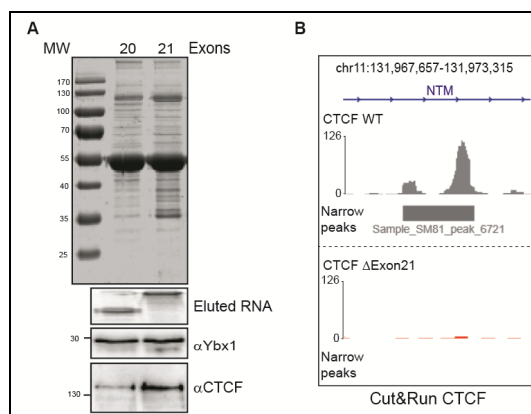 A
MW 20 21 Exons
170
130
100
70
55
40
35
25
Eluted RNA
30
αYbx1
130
αCTCF
B
chr11:131,967,657-131,973,315
NTM
CTCF WT
126
0
Narrow
peaks
Sample_SM81_peak_6721
CTCF ΔExon21
126
0
Narrow
peaks
Cut&Run CTCF